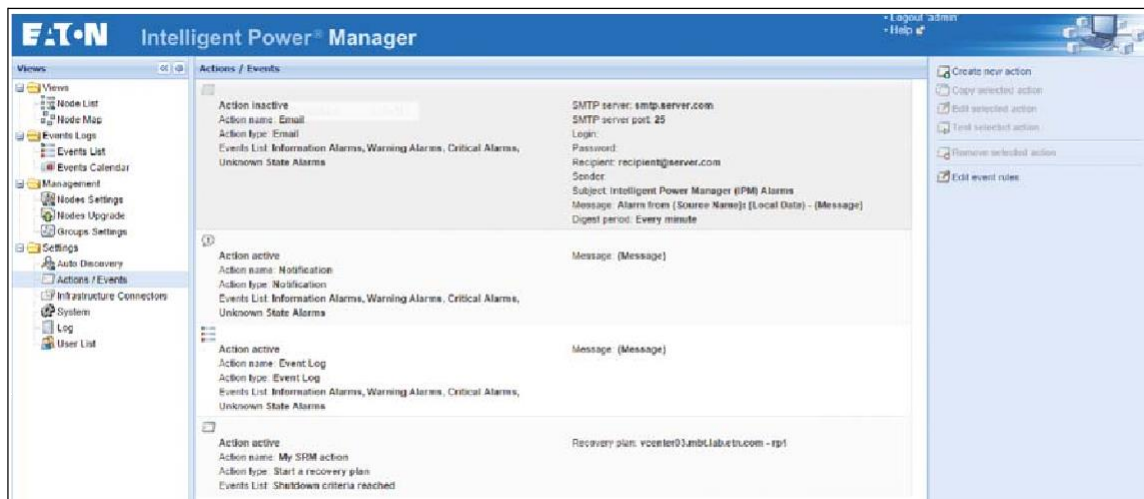 EATON Intelligent Power® Manager
Logout 'admin'
Help
Views
Views
Node List
Node Map
Events Logs
Events List
Events Calendar
Management
Nodes Settings
Nodes Upgrade
Groups Settings
Settings
Auto Discovery
Actions / Events
Infrastructure Connectors
System
Log
User List
Actions / Events
Action inactive
Action name: Email
Action type: Email
Events List: Information Alarms, Warning Alarms, Critical Alarms,
Unknown State Alarms
SMTP server: smtp.server.com
SMTP server port: 25
Login:
Password:
Recipient: recipient@server.com
Sender:
Subject: Intelligent Power Manager (IPM) Alarms
Message: Alarm from {Source Name}: {Local Data} - {Message}
Digest period: Every minute
Action active
Action name: Notification
Action type: Notification
Events List: Information Alarms, Warning Alarms, Critical Alarms,
Unknown State Alarms
Message: {Message}
Action active
Action name: Event Log
Action type: Event Log
Events List: Information Alarms, Warning Alarms, Critical Alarms,
Unknown State Alarms
Message: {Message}
Action active
Action name: My SRM action
Action type: Start a recovery plan
Events List: Shutdown criteria reached
Recovery plan: vcenter03.mbt.lab.etn.com - rp1
Create new action
Copy selected action
Edit selected action
Test selected action
Remove selected action
Edit event rules